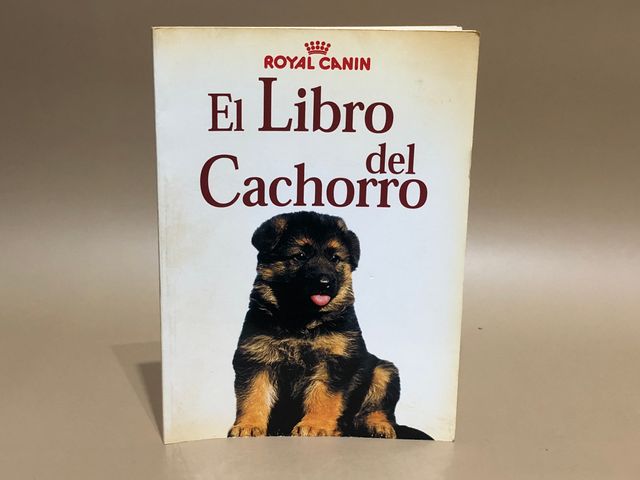 ROYAL CANIN
El Libro
del
Cachorro